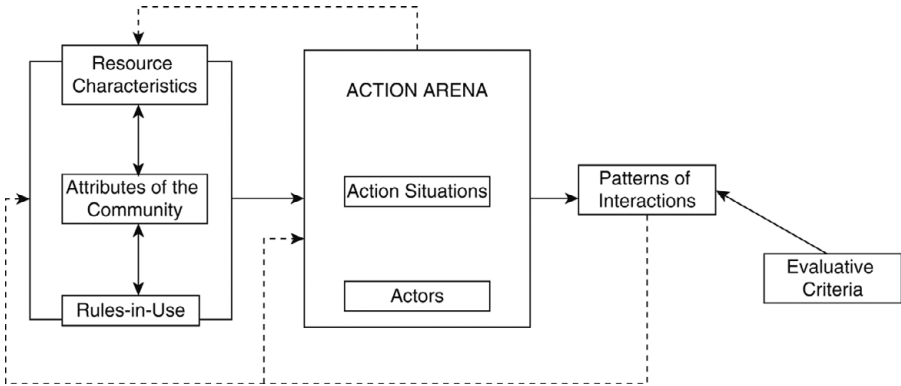 Resource
Characteristics
Attributes of the
Community
Rules-in-Use
ACTION ARENA
Action Situations
Actors
Patterns of
Interactions
Evaluative
Criteria